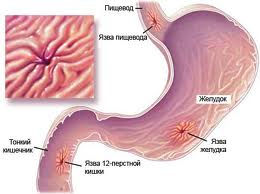 Пищевод
Язва пищевода
Желудок
Тонкий
кишечник
Язва
желудка
Язва 12-перстной
кишки